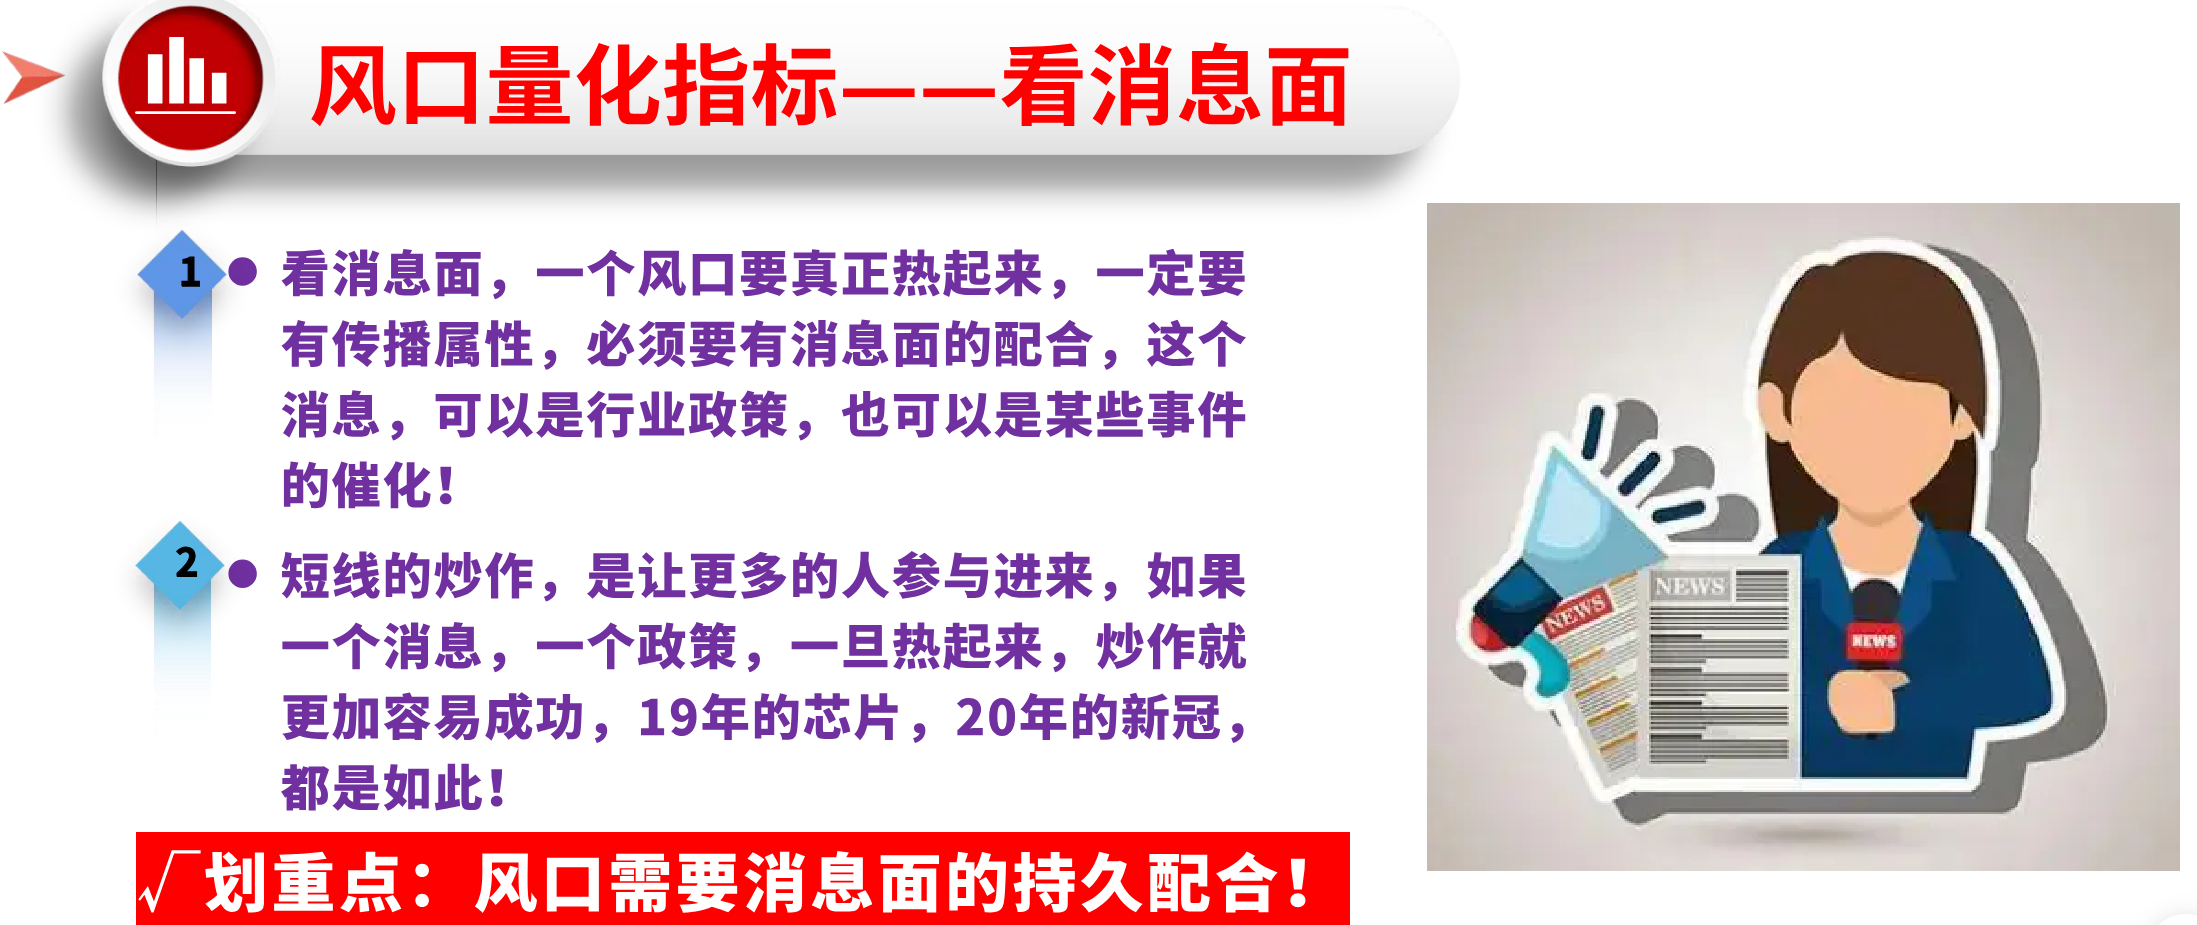 风口量化指标——看消息面
1
● 看消息面，一个风口要真正热起来，一定要
有传播属性，必须要有消息面的配合，这个
消息，可以是行业政策，也可以是某些事件
的催化！
2
● 短线的炒作，是让更多的人参与进来，如果
一个消息，一个政策，一旦热起来，炒作就
更加容易成功，19年的芯片，20年的新冠，
都是如此！
√划重点：风口需要消息面的持久配合！
NEWS
NEWS
NEWS